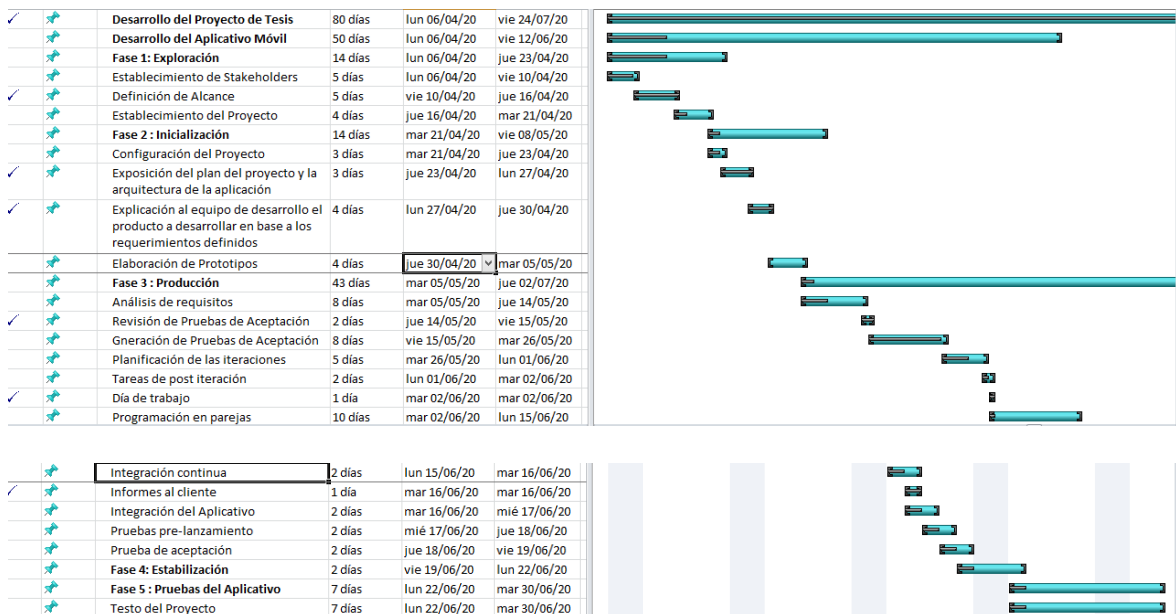 Desarrollo del Proyecto de Tesis 80 días lun 06/04/20 vie 24/07/20
Desarrollo del Aplicativo Móvil 50 días lun 06/04/20 vie 12/06/20
Fase 1: Exploración 14 días lun 06/04/20 jue 23/04/20
Establecimiento de Stakeholders 5 días lun 06/04/20 vie 10/04/20
Definición de Alcance 5 días vie 10/04/20 jue 16/04/20
Establecimiento del Proyecto 4 días jue 16/04/20 mar 21/04/20
Fase 2 : Inicialización 14 días mar 21/04/20 vie 08/05/20
Configuración del Proyecto 3 días mar 21/04/20 jue 23/04/20
Exposición del plan del proyecto y la 3 días jue 23/04/20 lun 27/04/20
arquitectura de la aplicación
Explicación al equipo de desarrollo el 4 días lun 27/04/20 jue 30/04/20
producto a desarrollar en base a los
requerimientos definidos
Elaboración de Prototipos 4 días jue 30/04/20 mar 05/05/20
Fase 3 : Producción 43 días mar 05/05/20 jue 02/07/20
Análisis de requisitos 8 días mar 05/05/20 jue 14/05/20
Revisión de Pruebas de Aceptación 2 días jue 14/05/20 vie 15/05/20
Gneración de Pruebas de Aceptación 8 días vie 15/05/20 mar 26/05/20
Planificación de las iteraciones 5 días mar 26/05/20 lun 01/06/20
Tareas de post iteración 2 días lun 01/06/20 mar 02/06/20
Día de trabajo 1 día mar 02/06/20 mar 02/06/20
Programación en parejas 10 días mar 02/06/20 lun 15/06/20
Integración continua 2 días lun 15/06/20 mar 16/06/20
Informes al cliente 1 día mar 16/06/20 mar 16/06/20
Integración del Aplicativo 2 días mar 16/06/20 mié 17/06/20
Pruebas pre-lanzamiento 2 días mié 17/06/20 jue 18/06/20
Prueba de aceptación 2 días jue 18/06/20 vie 19/06/20
Fase 4: Estabilización 2 días vie 19/06/20 lun 22/06/20
Fase 5 : Pruebas del Aplicativo 7 días lun 22/06/20 mar 30/06/20
Testo del Proyecto 7 días lun 22/06/20 mar 30/06/20